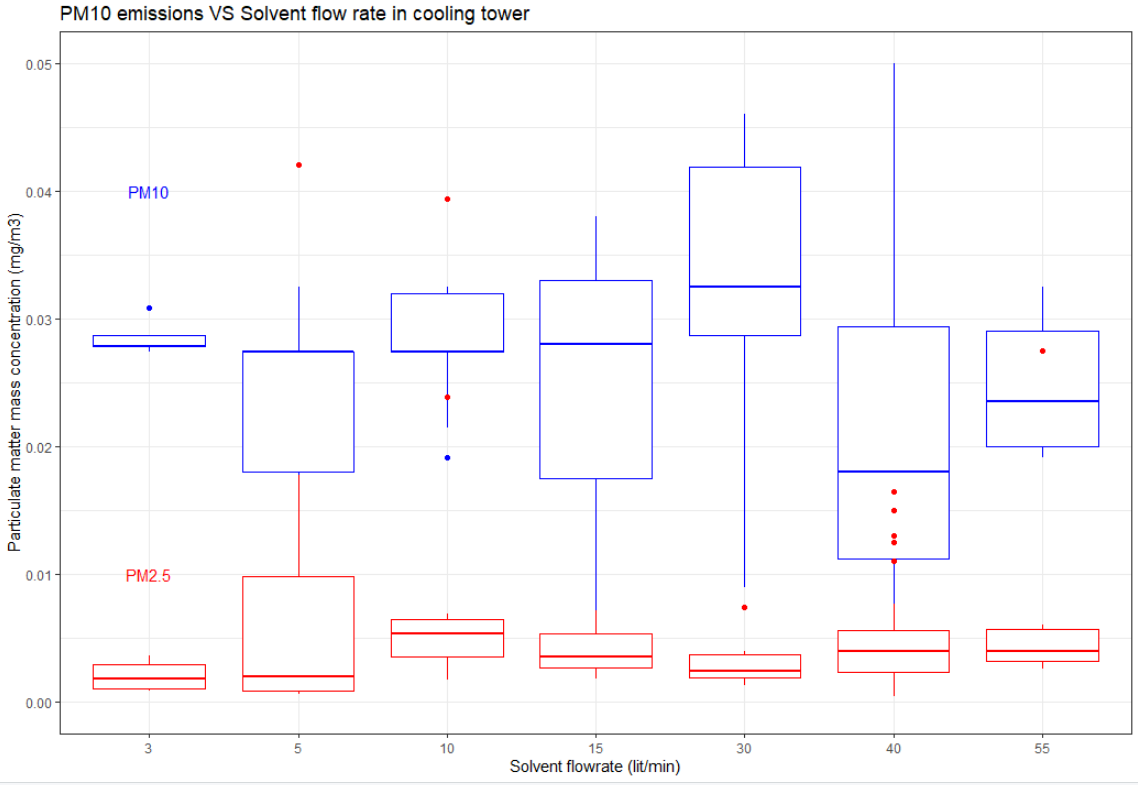 PM10 emissions VS Solvent flow rate in cooling tower
Particulate matter mass concentration (mg/m3)
0.05
0.04
0.03
0.02
0.01
0.00
PM10
PM2.5
3 5 10 15 30 40 55
Solvent flowrate (lit/min)